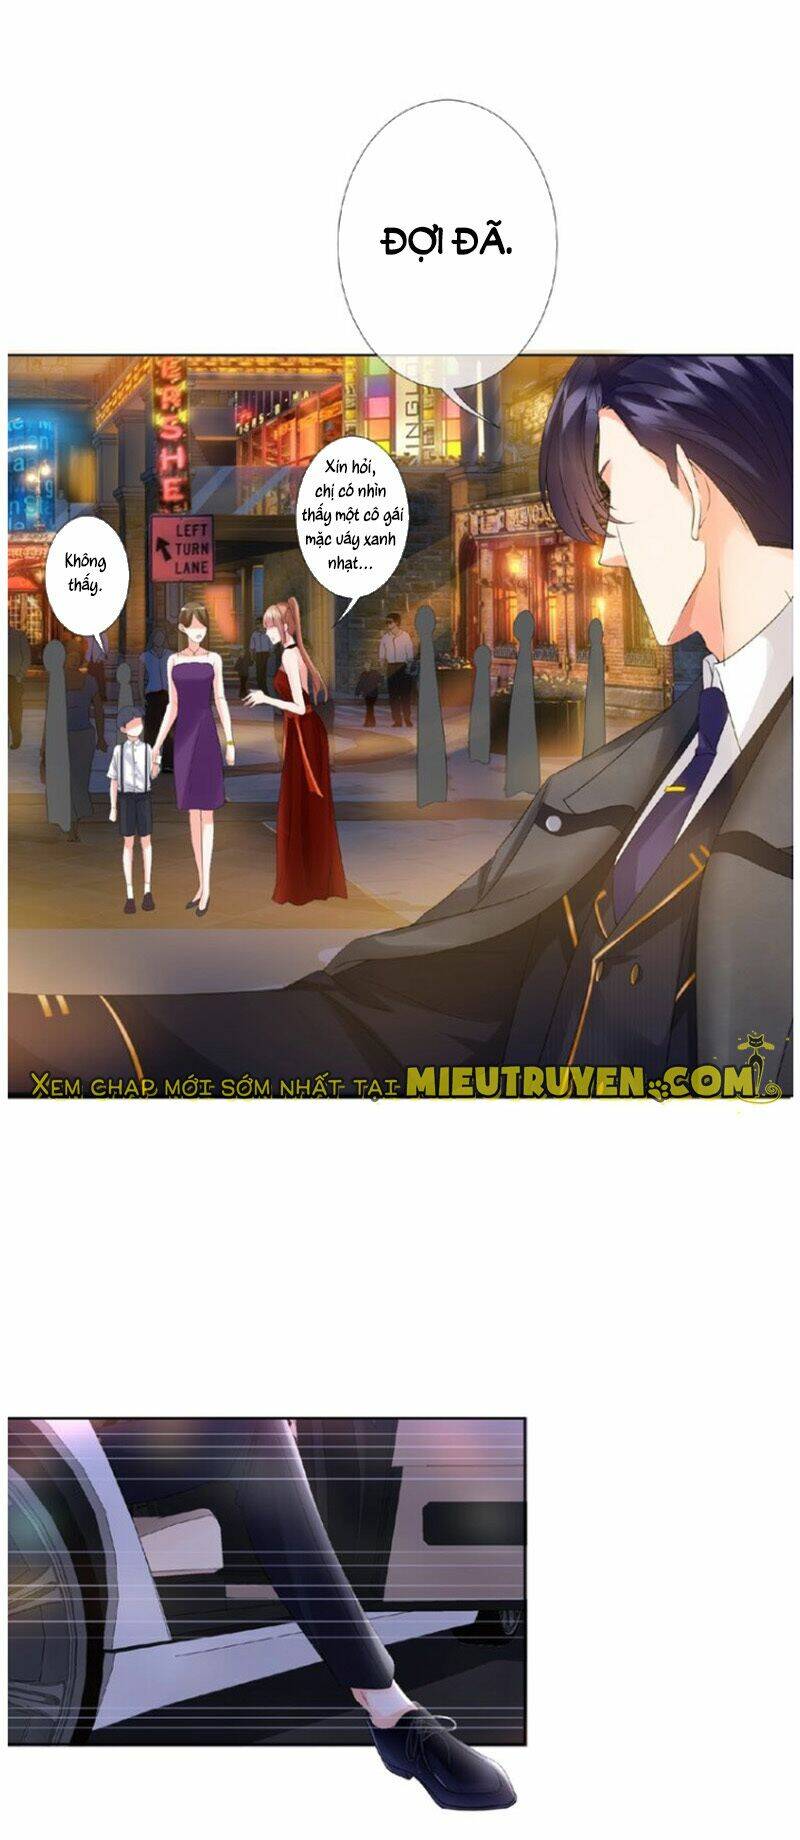 ĐỢI ĐÃ.
Xin hỏi,
chị có nhìn
thấy một cô gái
mặc váy xanh
nhạt...
Không
thấy.
ERSHE
LEFT
TURN
LANE
XEM CHAP MỚI SỚM NHẤT TẠI MIEUTRUYEN.COM